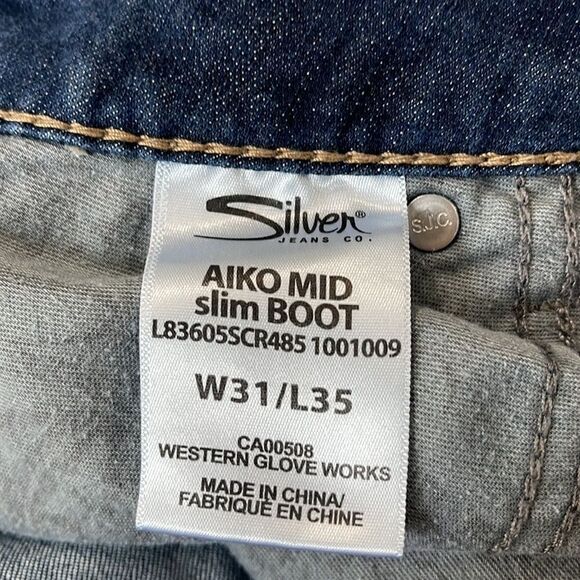 Silver®
JEANS CO.
S.J.C.
AIKO MID
slim BOOT
L83605SCR485 1001009
W31/L35
CA00508
WESTERN GLOVE WORKS
MADE IN CHINA/
FABRIQUÉ EN CHINE